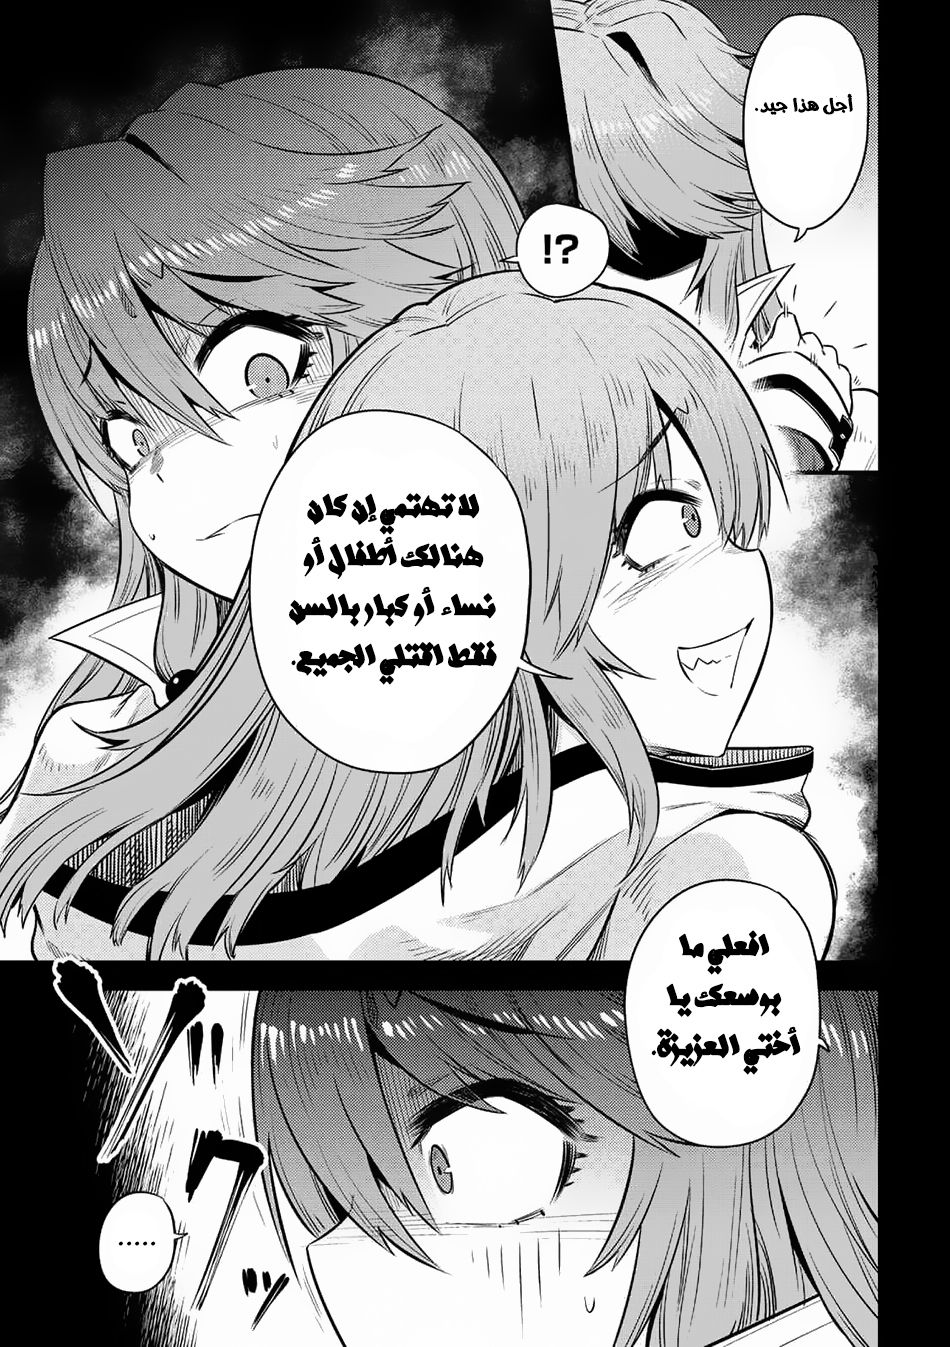 أجل هذا جيد.
!?
للا تهتمي إن كان
هنالك أطفال أو
نساء أو كبار بالسن
فقط اقتلي الجميع.
افعلي ما
بوسعك يا
أختي العزيزة.
.....